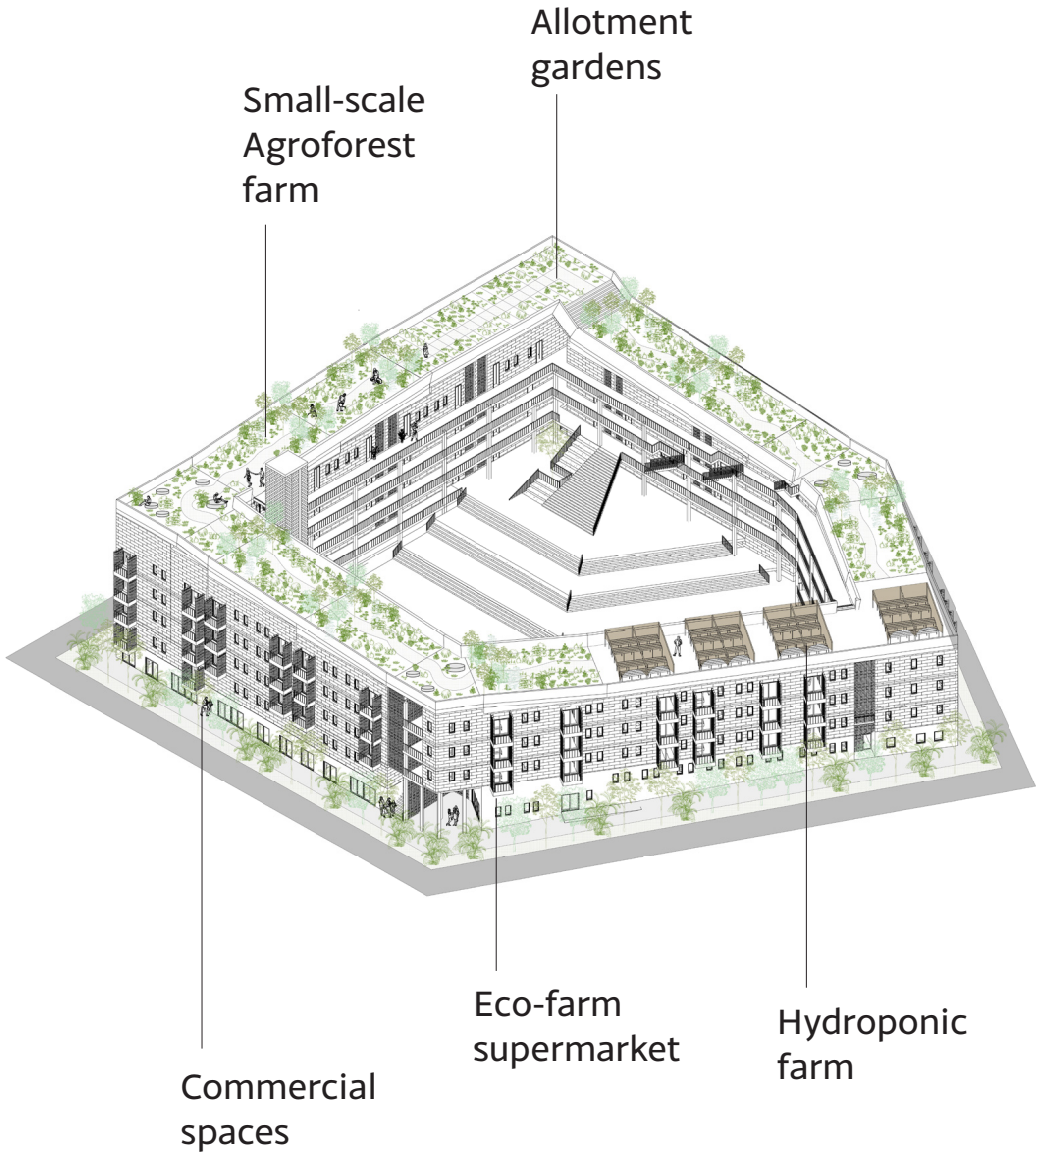 Allotment
gardens
Small-scale
Agroforest
farm
Eco-farm
supermarket
Hydroponic
farm
Commercial
spaces